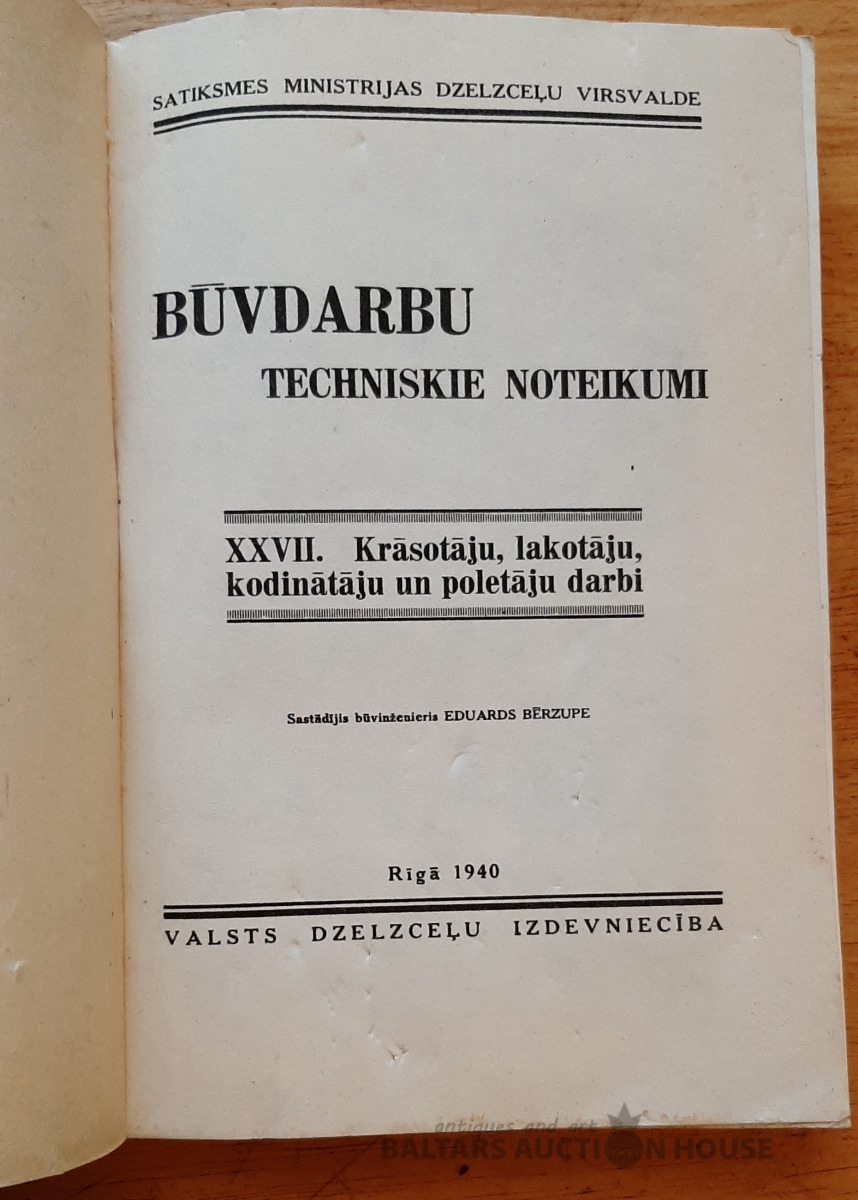 SATIKSMES MINISTRIJAS DZELZCEĻU VIRSVALDE
BŪVDARBU
TECHNISKIE NOTEIKUMI
XXVII. Krāsotāju, lakotāju,
kodinātāju un poletāju darbi
Sastādījis būvinženieris EDUARDS BĒRZUPE
Rīgā 1940
VALSTS DZELZCEĻU IZDEVNIECĪBA
antiques and art
BALTARS AUCTION HOUSE